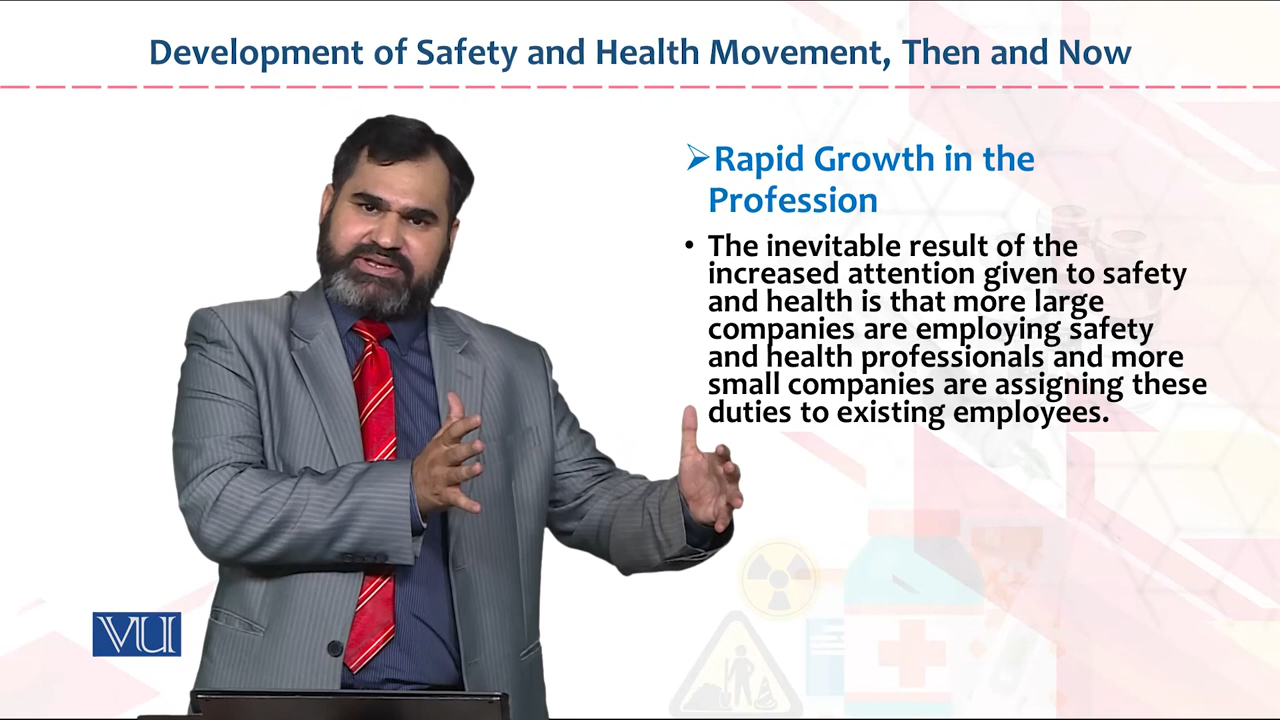 Development of Safety and Health Movement, Then and Now
➢Rapid Growth in the
Profession
• The inevitable result of the
increased attention given to safety
and health is that more large
companies are employing safety
and health professionals and more
small companies are assigning these
duties to existing employees.
VU